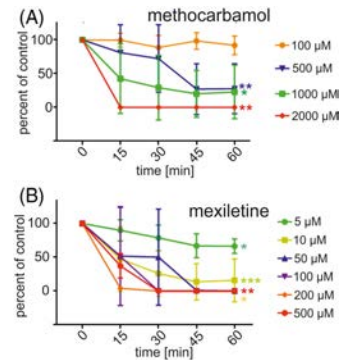 (A) methocarbamol
percent of control
100
50
0
0 15 30 45 60
time [min]
** 
*
**
100 µM
500 µM
1000 µM
2000 µM
(B) mexiletine
percent of control
100
50
0
0 15 30 45 60
time [min]
*
***
**
*
5 µM
10 µM
50 µM
100 µM
200 µM
500 µM